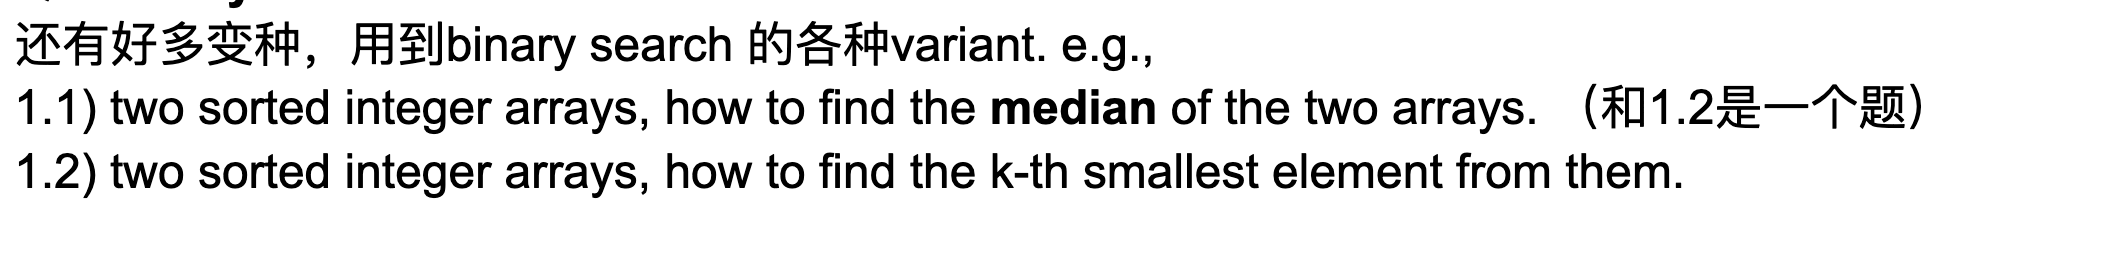 还有好多变种，用到binary search 的各种variant. e.g.,
1.1) two sorted integer arrays, how to find the median of the two arrays. （和1.2是一个题）
1.2) two sorted integer arrays, how to find the k-th smallest element from them.